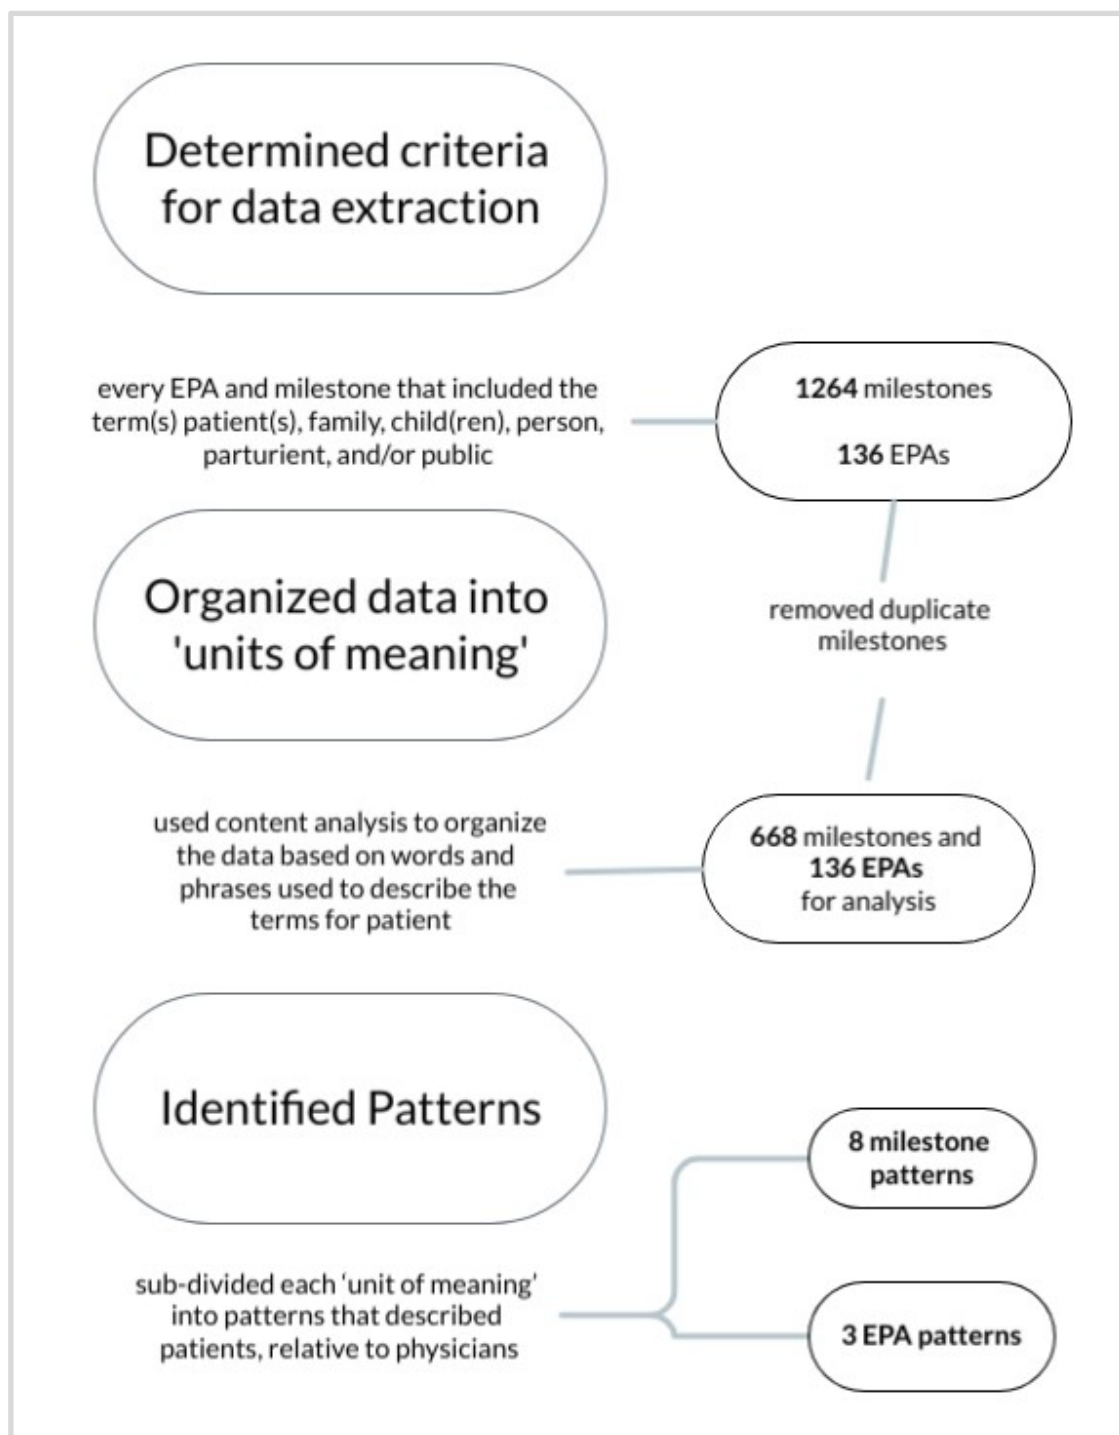 Determined criteria
for data extraction
every EPA and milestone that included the
term(s) patient(s), family, child(ren), person,
parturient, and/or public
1264 milestones
136 EPAs
Organized data into
'units of meaning'
removed duplicate
milestones
used content analysis to organize
the data based on words and
phrases used to describe the
terms for patient
668 milestones and
136 EPAs
for analysis
Identified Patterns
8 milestone
patterns
sub-divided each ‘unit of meaning’
into patterns that described
patients, relative to physicians
3 EPA patterns